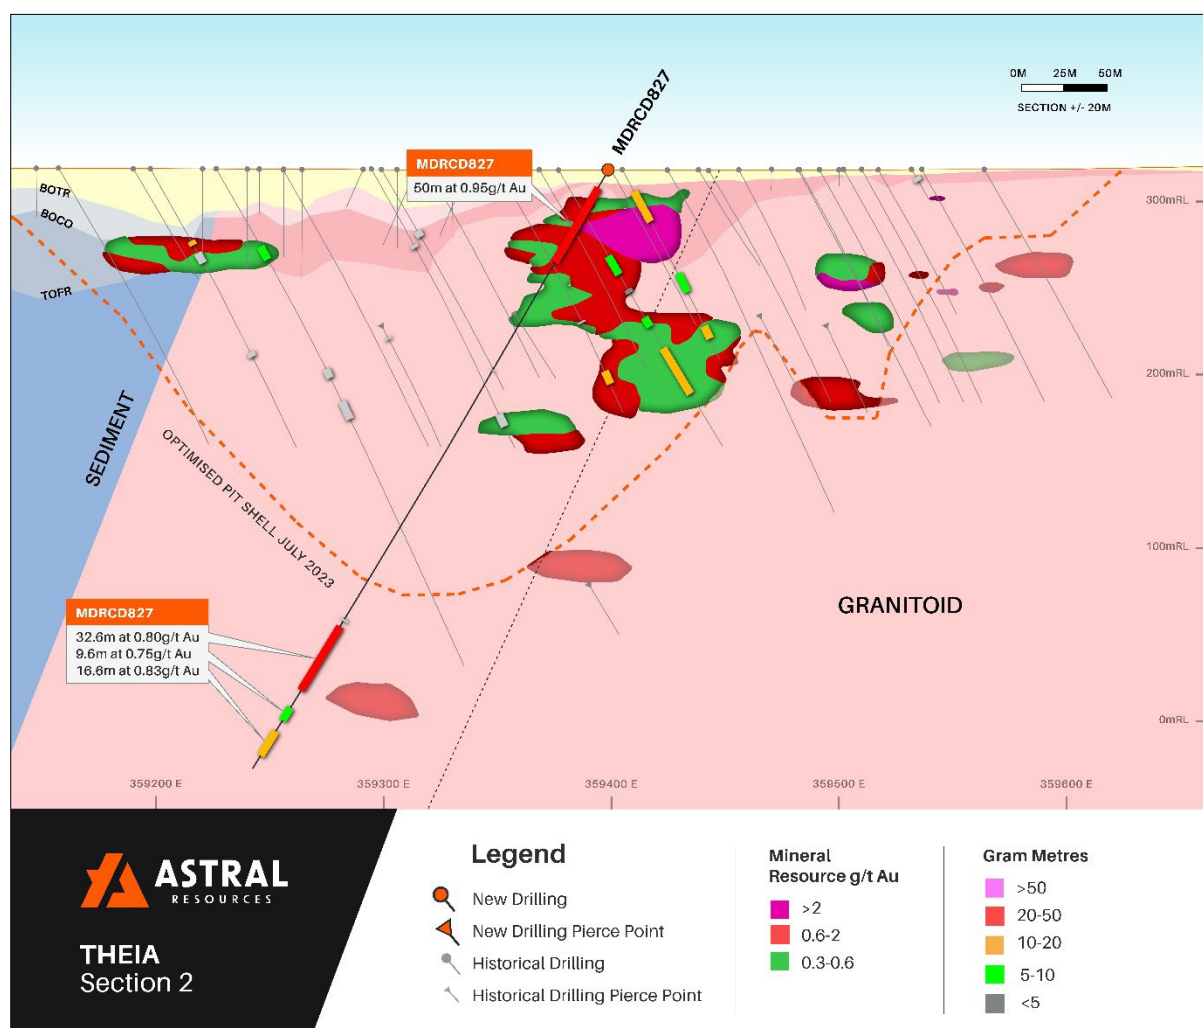 0M 25M 50M
SECTION +/- 20M
MDRCD827
MDRCD827
50m at 0.95g/t Au
BOTR
BOCO
TOFR
300mRL
200mRL
100mRL
0mRL
SEDIMENT
OPTIMISED PIT SHELL JULY 2023
GRANITOID
MDRCD827
32.6m at 0.80g/t Au
9.6m at 0.75g/t Au
16.6m at 0.83g/t Au
359200 E 359300 E 359400 E 359500 E 359600 E
ASTRAL
RESOURCES
THEIA
Section 2
Legend
New Drilling
New Drilling Pierce Point
Historical Drilling
Historical Drilling Pierce Point
Mineral
Resource g/t Au
>2
0.6-2
0.3-0.6
Gram Metres
>50
20-50
10-20
5-10
<5